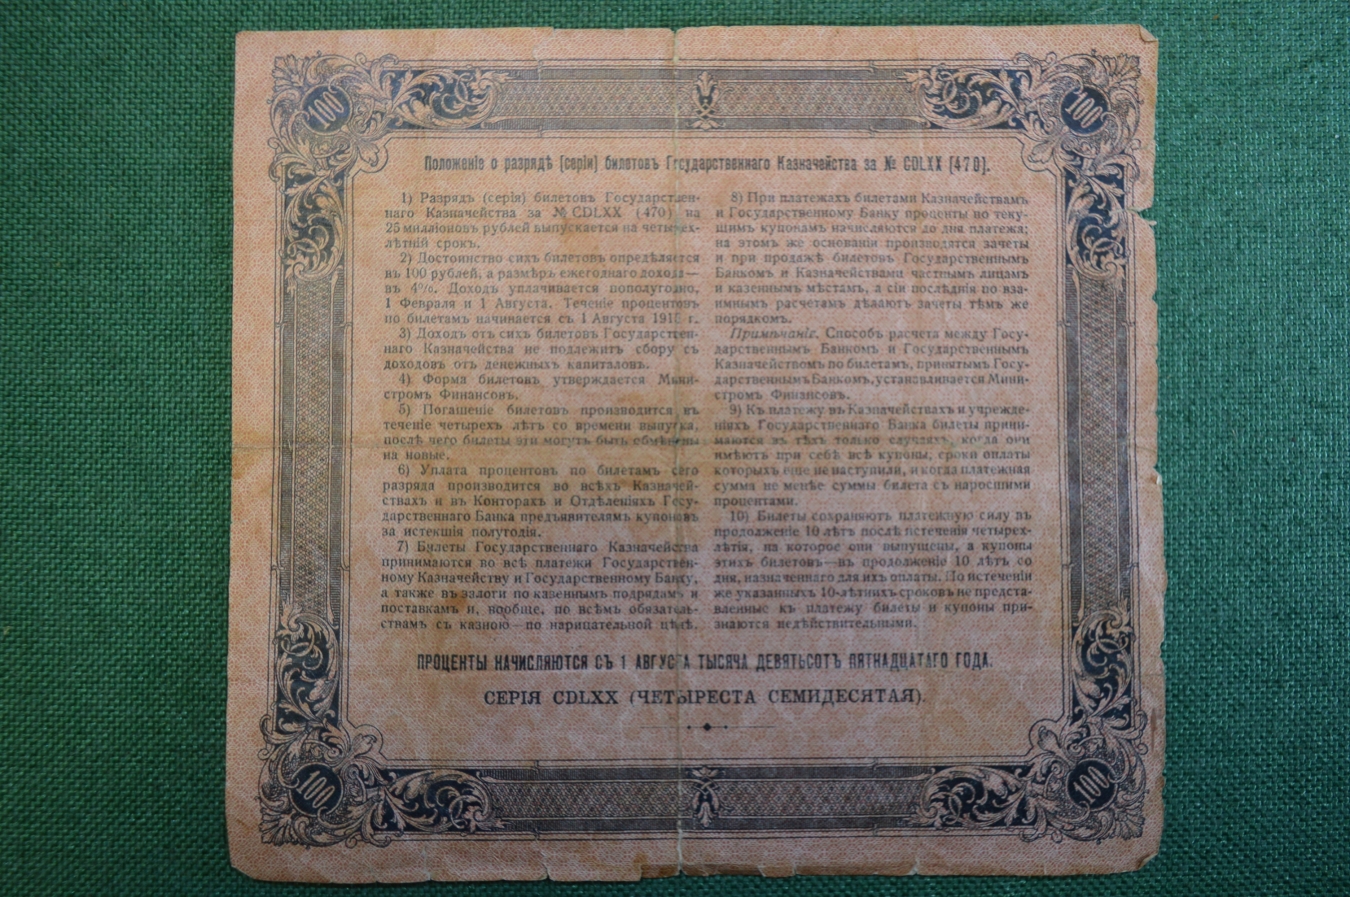 100
100
Положеніе о разрядѣ [серіи] билетовъ Государственнаго Казначейства за № CDLXX [470].
1) Разрядъ (серія) билетовъ Государствен-
наго Казначейства за № CDLXX (470) на
25 милліоновъ рублей выпускается на четырех-
лѣтній срокъ.
2) Достоинство сихъ билетовъ опредѣляется
въ 100 рублей, а размѣръ ежегоднаго дохода—
въ 4%. Доходъ уплачивается пополугодно,
1 Февраля и 1 Августа. Теченіе процентовъ
по билетамъ начинается съ 1 Августа 1915 г.
3) Доходъ отъ сихъ билетовъ Государствен-
наго Казначейства не подлежитъ сбору съ
доходовъ отъ денежныхъ капиталовъ.
4) Форма билетовъ утверждается Мини-
стромъ Финансовъ.
5) Погашеніе билетовъ производится въ
теченіе четырехъ лѣтъ со времени выпуска,
послѣ чего билеты эти могутъ быть обмѣнены
на новые.
6) Уплата процентовъ по билетамъ сего
разряда производится во всѣхъ Казначей-
ствахъ и въ Конторахъ и Отдѣленіяхъ Госу-
дарственнаго Банка предъявителямъ купоновъ
за истекшія полугодія.
7) Билеты Государственнаго Казначейства
принимаются во всѣ платежи Государствен-
ному Казначейству и Государственному Банку,
а также въ залоги по казеннымъ подрядамъ и
поставкамъ и, вообще, по всѣмъ обязатель-
ствамъ съ казною—по нарицательной цѣнѣ.
8) При платежахъ билетами Казначействамъ
и Государственному Банку проценты по теку-
щимъ купонамъ начисляются до дня платежа;
на этомъ же основаніи производятся зачеты
и при продажѣ билетовъ Государственнымъ
Банкомъ и Казначействами частнымъ лицамъ
и казеннымъ мѣстамъ, а сіи послѣднія по вза-
имнымъ расчетамъ дѣлаютъ зачеты тѣмъ же
порядкомъ.
Примѣчаніе. Способъ расчета между Госу-
дарственнымъ Банкомъ и Государственнымъ
Казначействомъ по билетамъ, принятымъ Госу-
дарственнымъ Банкомъ, устанавливается Мини-
стромъ Финансовъ.
9) Къ платежу въ Казначействахъ и учрежде-
ніяхъ Государственнаго Банка билеты прини-
маются въ тѣхъ только случаяхъ, когда они
имѣютъ при себѣ всѣ купоны, сроки оплаты
которыхъ еще не наступили, и когда платежная
сумма не менѣе суммы билета съ наросшими
процентами.
10) Билеты сохраняютъ платежную силу въ
продолженіе 10 лѣтъ послѣ истеченія четырех-
лѣтія, на которое они выпущены, а купоны
этихъ билетовъ—въ продолженіе 10 лѣтъ со
дня, назначеннаго для ихъ оплаты. По истеченіи
же указанныхъ 10-лѣтнихъ сроковъ не предста-
вленные къ платежу билеты и купоны при-
знаются недѣйствительными.
ПРОЦЕНТЫ НАЧИСЛЯЮТСЯ СЪ 1 АВГУСТА ТЫСЯЧА ДЕВЯТЬСОТЪ ПЯТНАДЦАТАГО ГОДА.
СЕРІЯ CDLXX (ЧЕТЫРЕСТА СЕМИДЕСЯТАЯ).
100
100